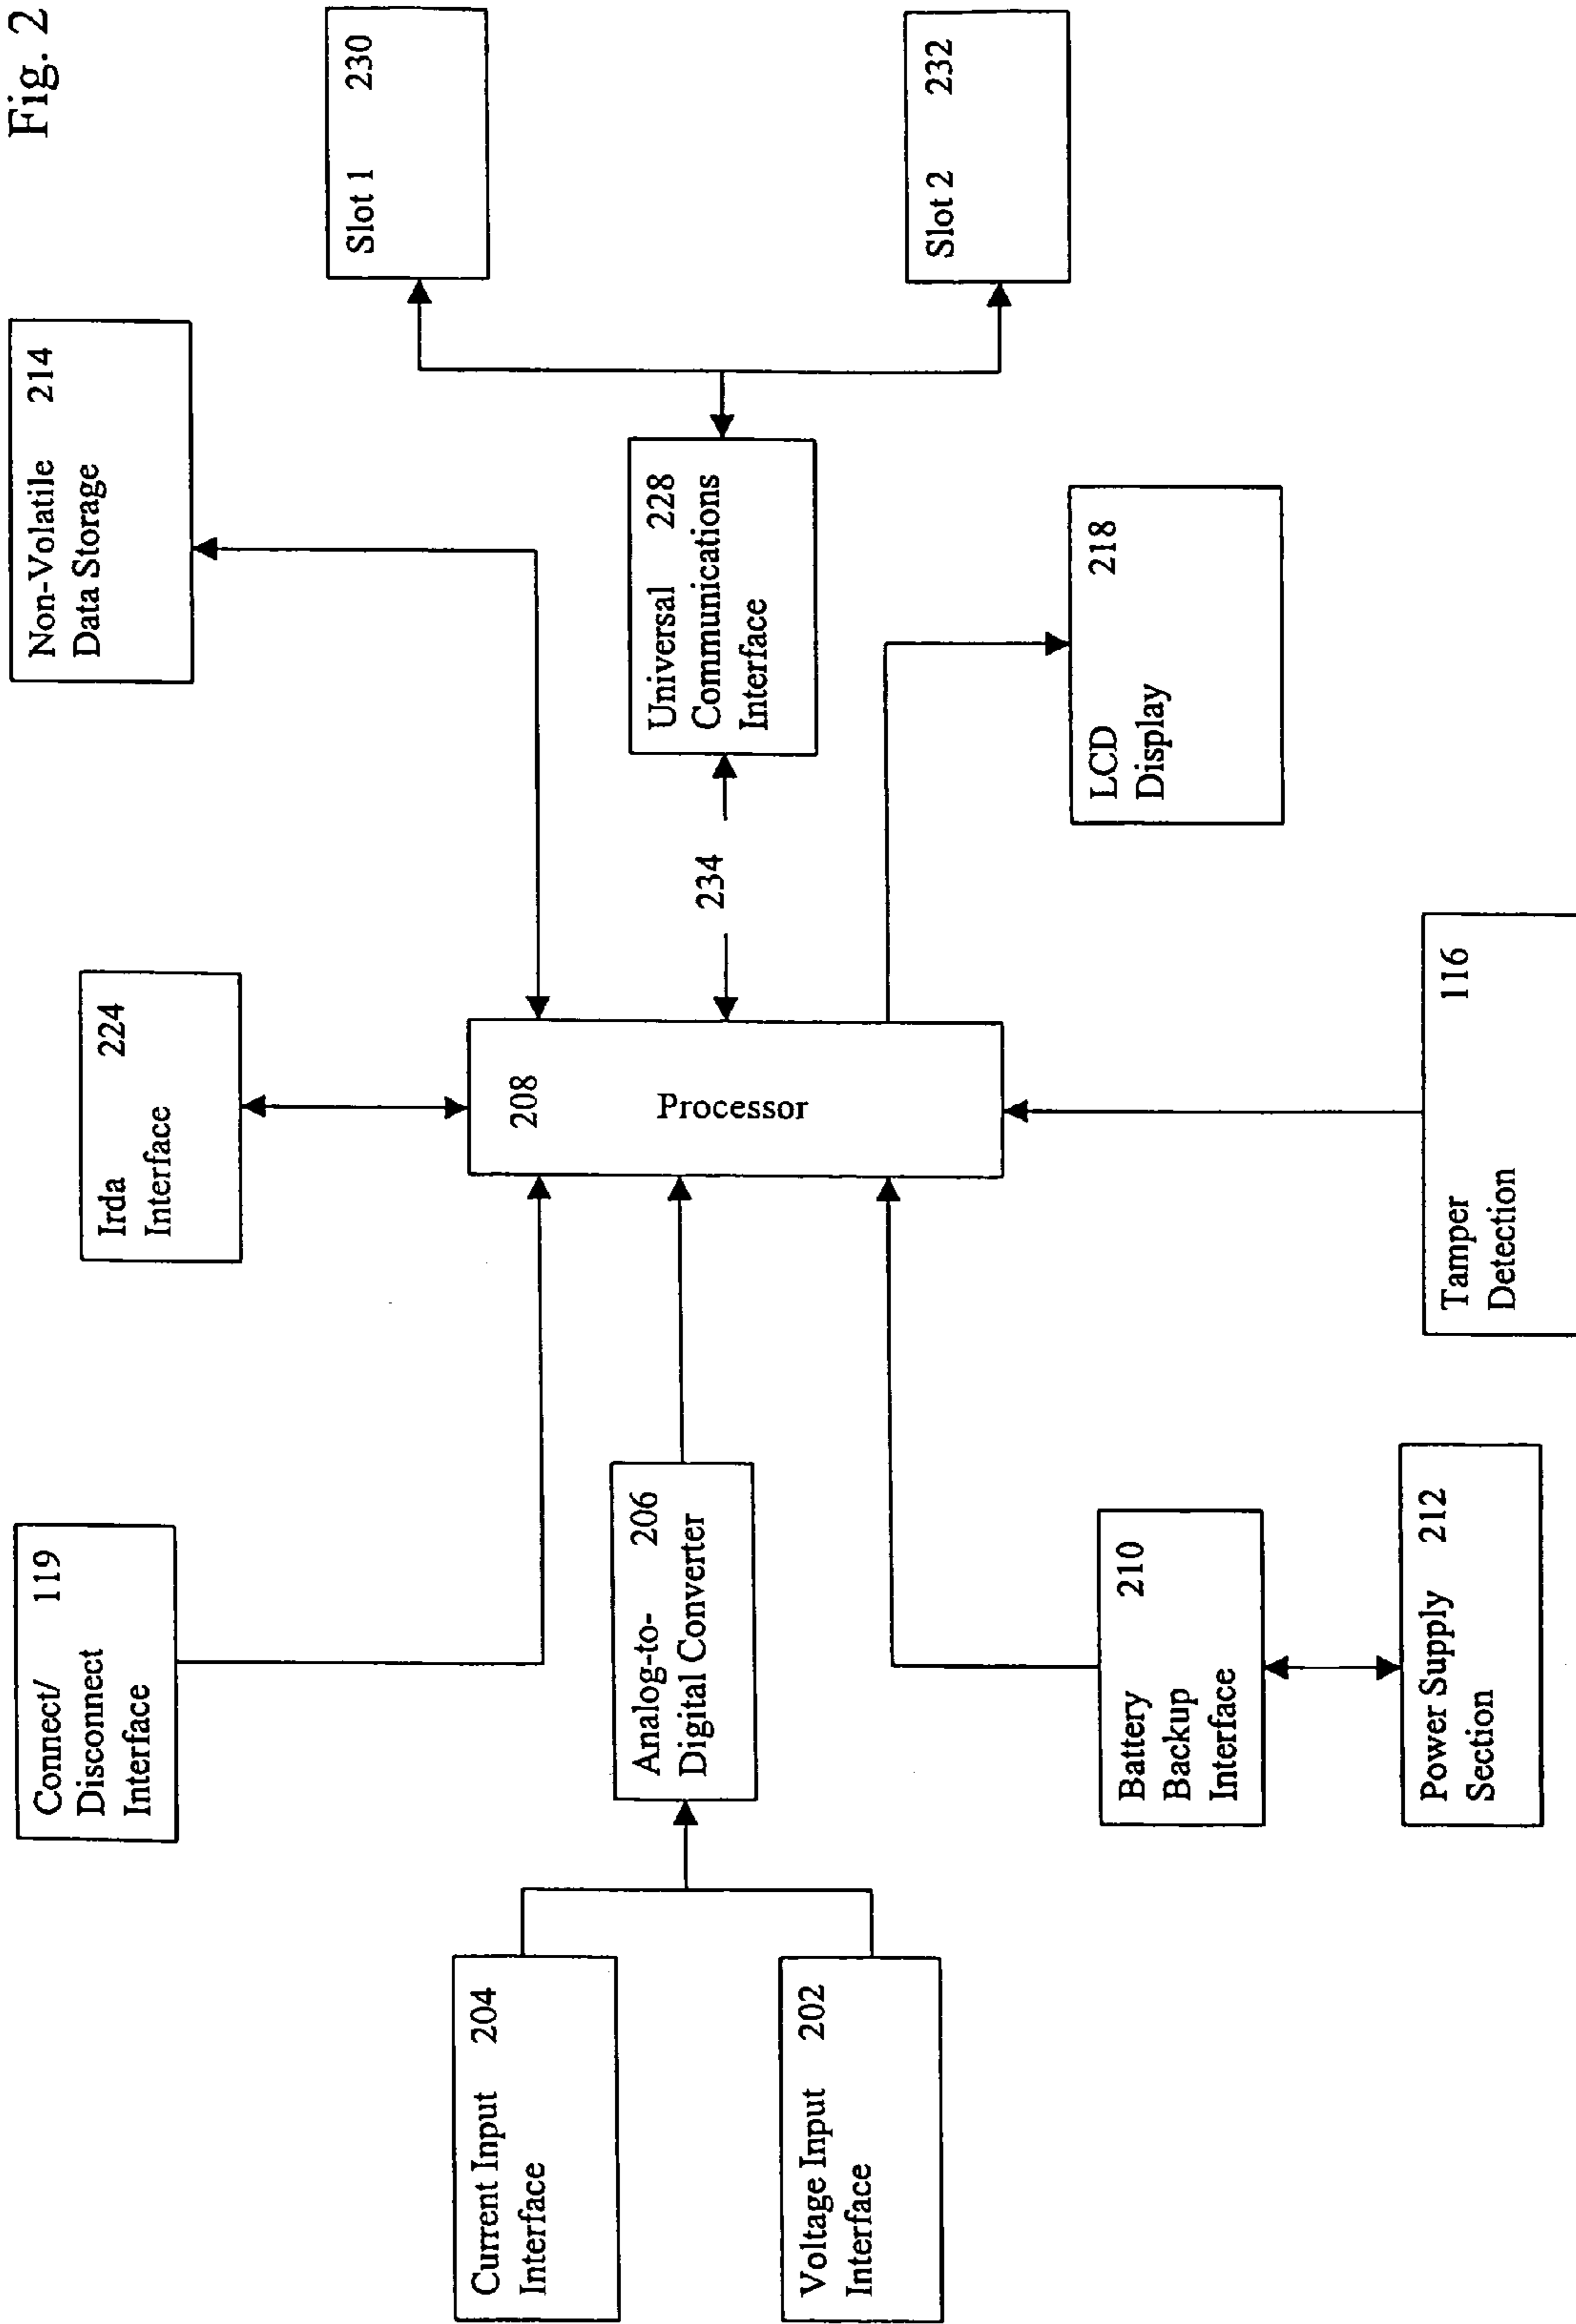 Fig. 2
Connect/ 119
Disconnect
Interface
Irda 224
Interface
Non-Volatile 214
Data Storage
Slot 1 230
Current Input 204
Interface
Voltage Input 202
Interface
Analog-to- 206
Digital Converter
208
Processor
234
Universal 228
Communications
Interface
Slot 2 232
Battery 210
Backup
Interface
LCD 218
Display
Power Supply 212
Section
Tamper 116
Detection